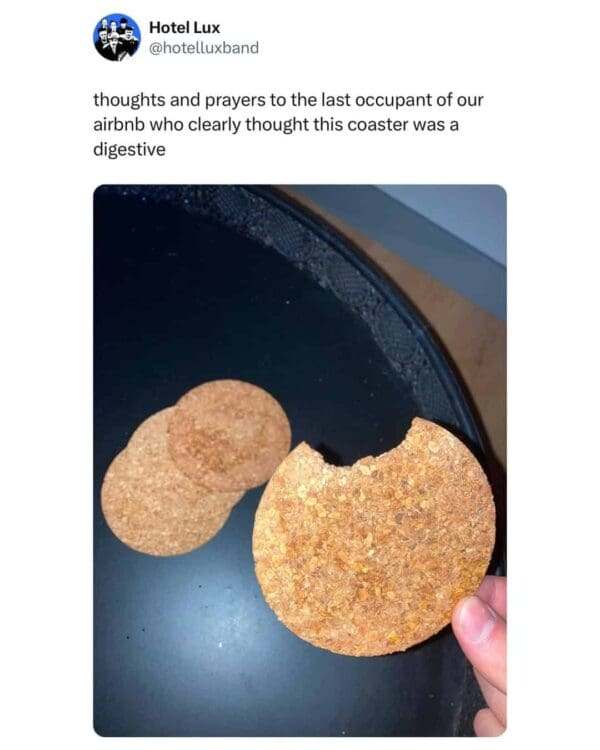 Hotel Lux
@hotelluxband
thoughts and prayers to the last occupant of our
airbnb who clearly thought this coaster was a
digestive